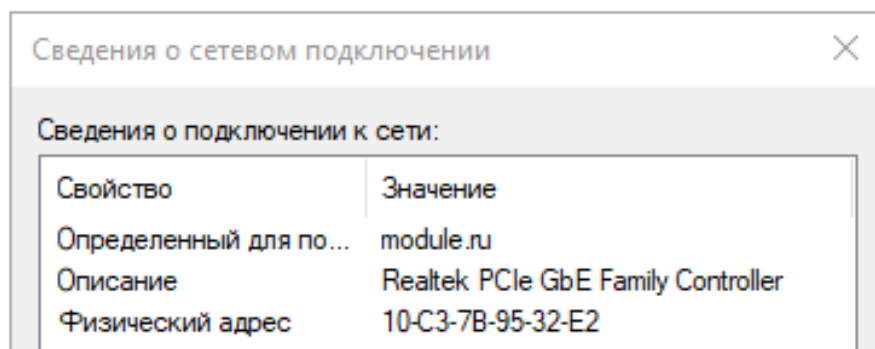 Сведения о сетевом подключении
Сведения о подключении к сети:
Свойство Значение
Определенный для по... module.ru
Описание Realtek PCIe GbE Family Controller
Физический адрес 10-C3-7B-95-32-E2